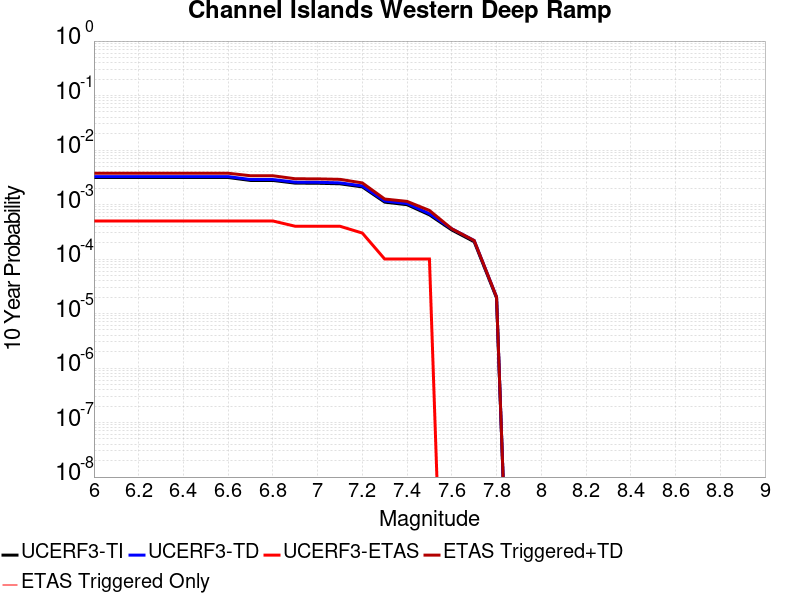 Channel Islands Western Deep Ramp
10^0
10^-1
10^-2
10^-3
10^-4
10^-5
10^-6
10^-7
10^-8
10 Year Probability
6 6.2 6.4 6.6 6.8 7 7.2 7.4 7.6 7.8 8 8.2 8.4 8.6 8.8 9
Magnitude
UCERF3-TI UCERF3-TD UCERF3-ETAS ETAS Triggered+TD
ETAS Triggered Only